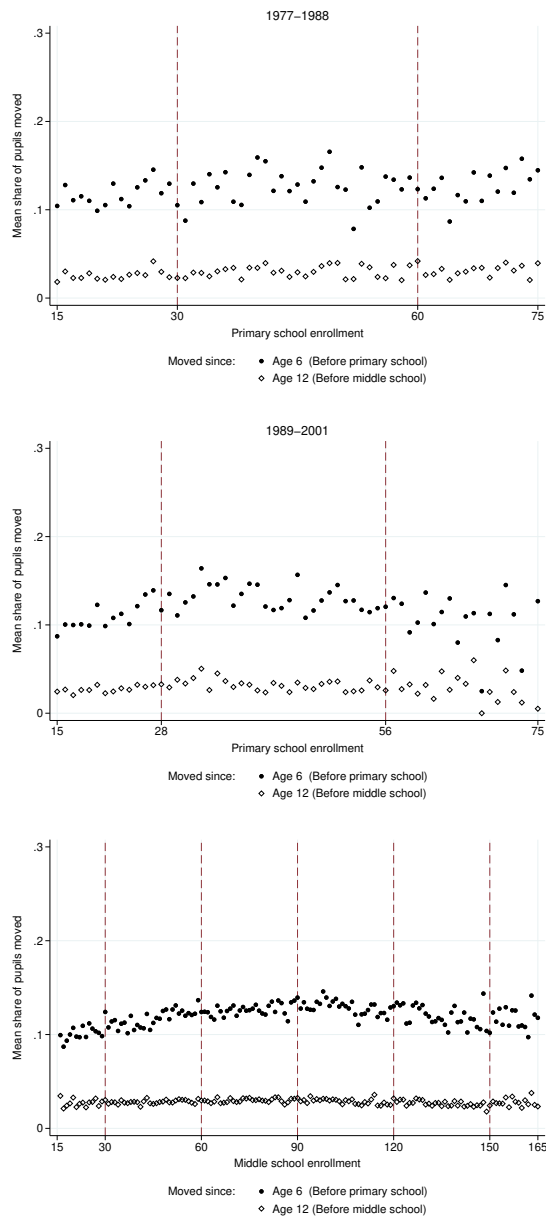 1977–1988
.3
.2
.1
0
Mean share of pupils moved
15 30 60 75
Primary school enrollment
Moved since: Age 6 (Before primary school)
Age 12 (Before middle school)
1989–2001
.3
.2
.1
0
Mean share of pupils moved
15 28 56 75
Primary school enrollment
Moved since: Age 6 (Before primary school)
Age 12 (Before middle school)
.3
.2
.1
0
Mean share of pupils moved
15 30 60 90 120 150 165
Middle school enrollment
Moved since: Age 6 (Before primary school)
Age 12 (Before middle school)